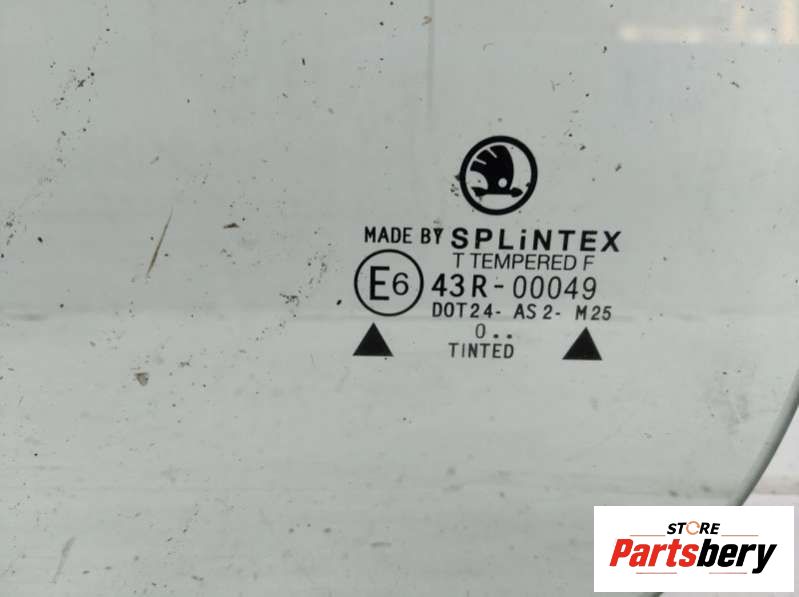 MADE BY SPLiNTEX
T TEMPERED F
E6 43R-00049
DOT24- AS2- M25
0..
TINTED
STORE
Partsbery